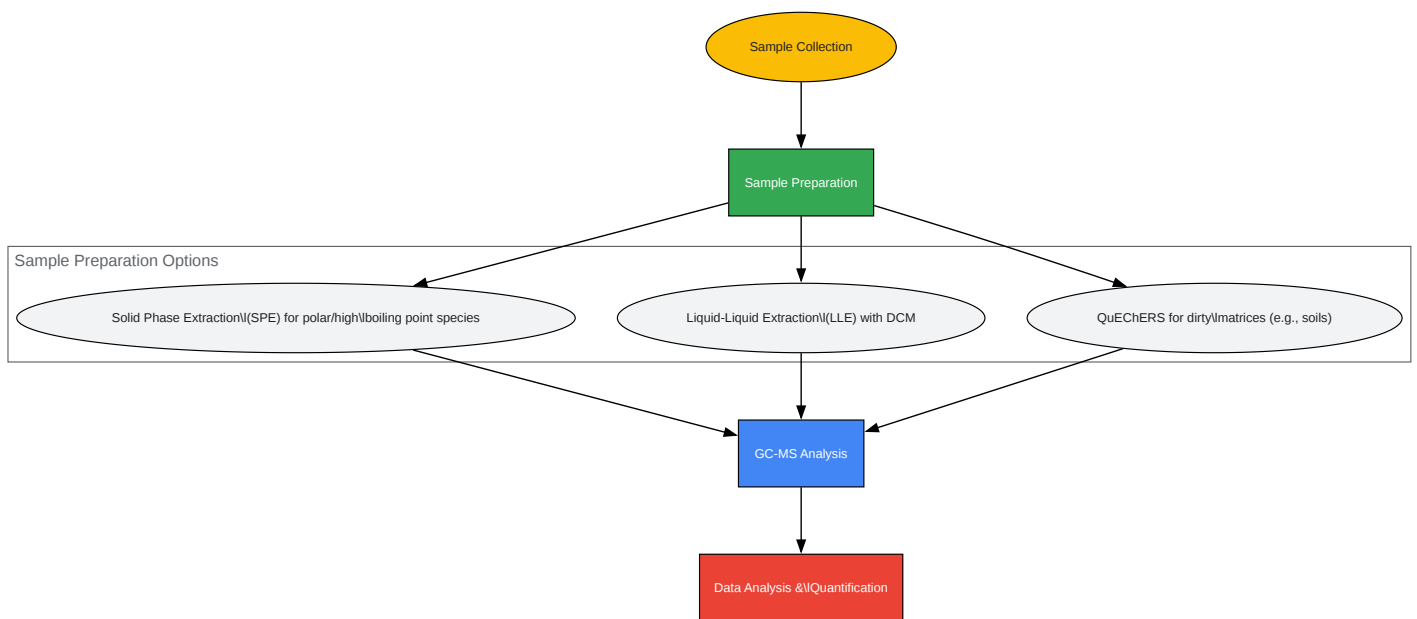 Sample Collection
Sample Preparation
Sample Preparation Options
Solid Phase Extraction\l(SPE) for polar/high\lboiling point species
Liquid-Liquid Extraction\l(LLE) with DCM
QuEChERS for dirty\lmatrices (e.g., soils)
GC-MS Analysis
Data Analysis &\lQuantification